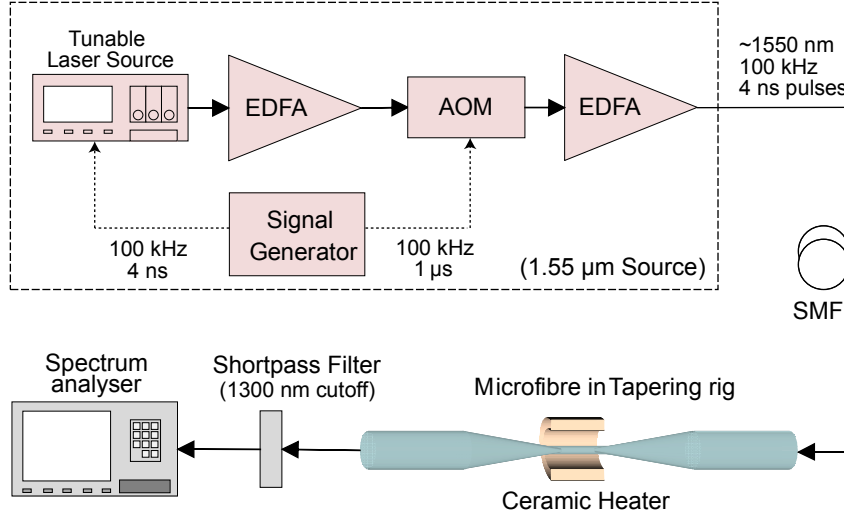 Tunable
Laser Source
EDFA
AOM
EDFA
~1550 nm
100 kHz
4 ns pulses
Signal
Generator
100 kHz
4 ns
100 kHz
1 µs
(1.55 µm Source)
SMF
Spectrum
analyser
Shortpass Filter
(1300 nm cutoff)
Microfibre in Tapering rig
Ceramic Heater